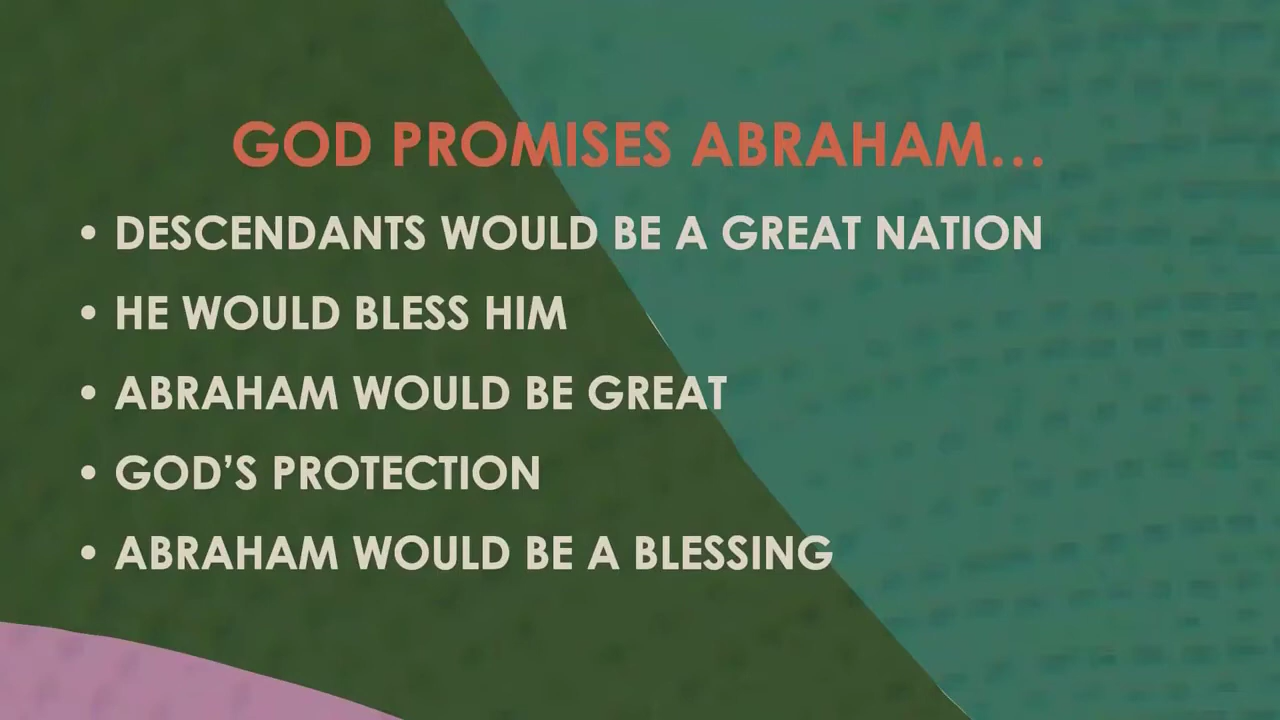 GOD PROMISES ABRAHAM...
• DESCENDANTS WOULD BE A GREAT NATION
• HE WOULD BLESS HIM
• ABRAHAM WOULD BE GREAT
• GOD’S PROTECTION
• ABRAHAM WOULD BE A BLESSING